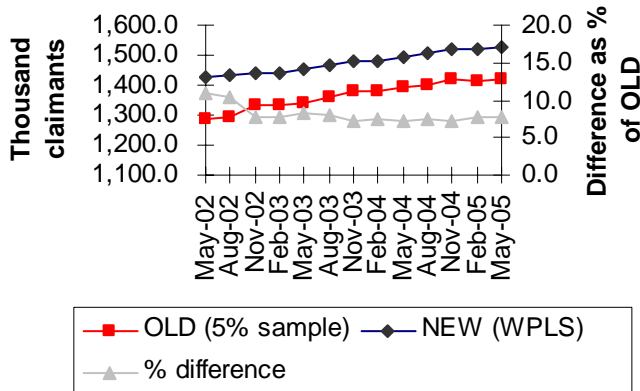 Thousand
claimants
1,600.0
1,500.0
1,400.0
1,300.0
1,200.0
1,100.0
20.0
15.0
10.0
5.0
0.0
Difference as %
of OLD
May-02
Aug-02
Nov-02
Feb-03
May-03
Aug-03
Nov-03
Feb-04
May-04
Aug-04
Nov-04
Feb-05
May-05
OLD (5% sample)
NEW (WPLS)
% difference